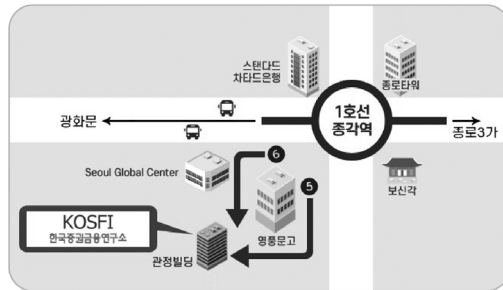 스탠다드
차타드은행
종로타워
1호선
종각역
광화문
종로3가
6
Seoul Global Center
5
보신각
KOSFI
한국증권금융연구소
영풍문고
관정빌딩